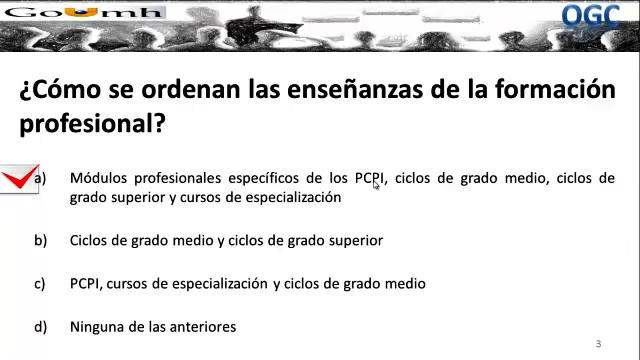 GoUmh
OGC
¿Cómo se ordenan las enseñanzas de la formación
profesional?
a) Módulos profesionales específicos de los PCPI, ciclos de grado medio, ciclos de
grado superior y cursos de especialización
b) Ciclos de grado medio y ciclos de grado superior
c) PCPI, cursos de especialización y ciclos de grado medio
d) Ninguna de las anteriores
3